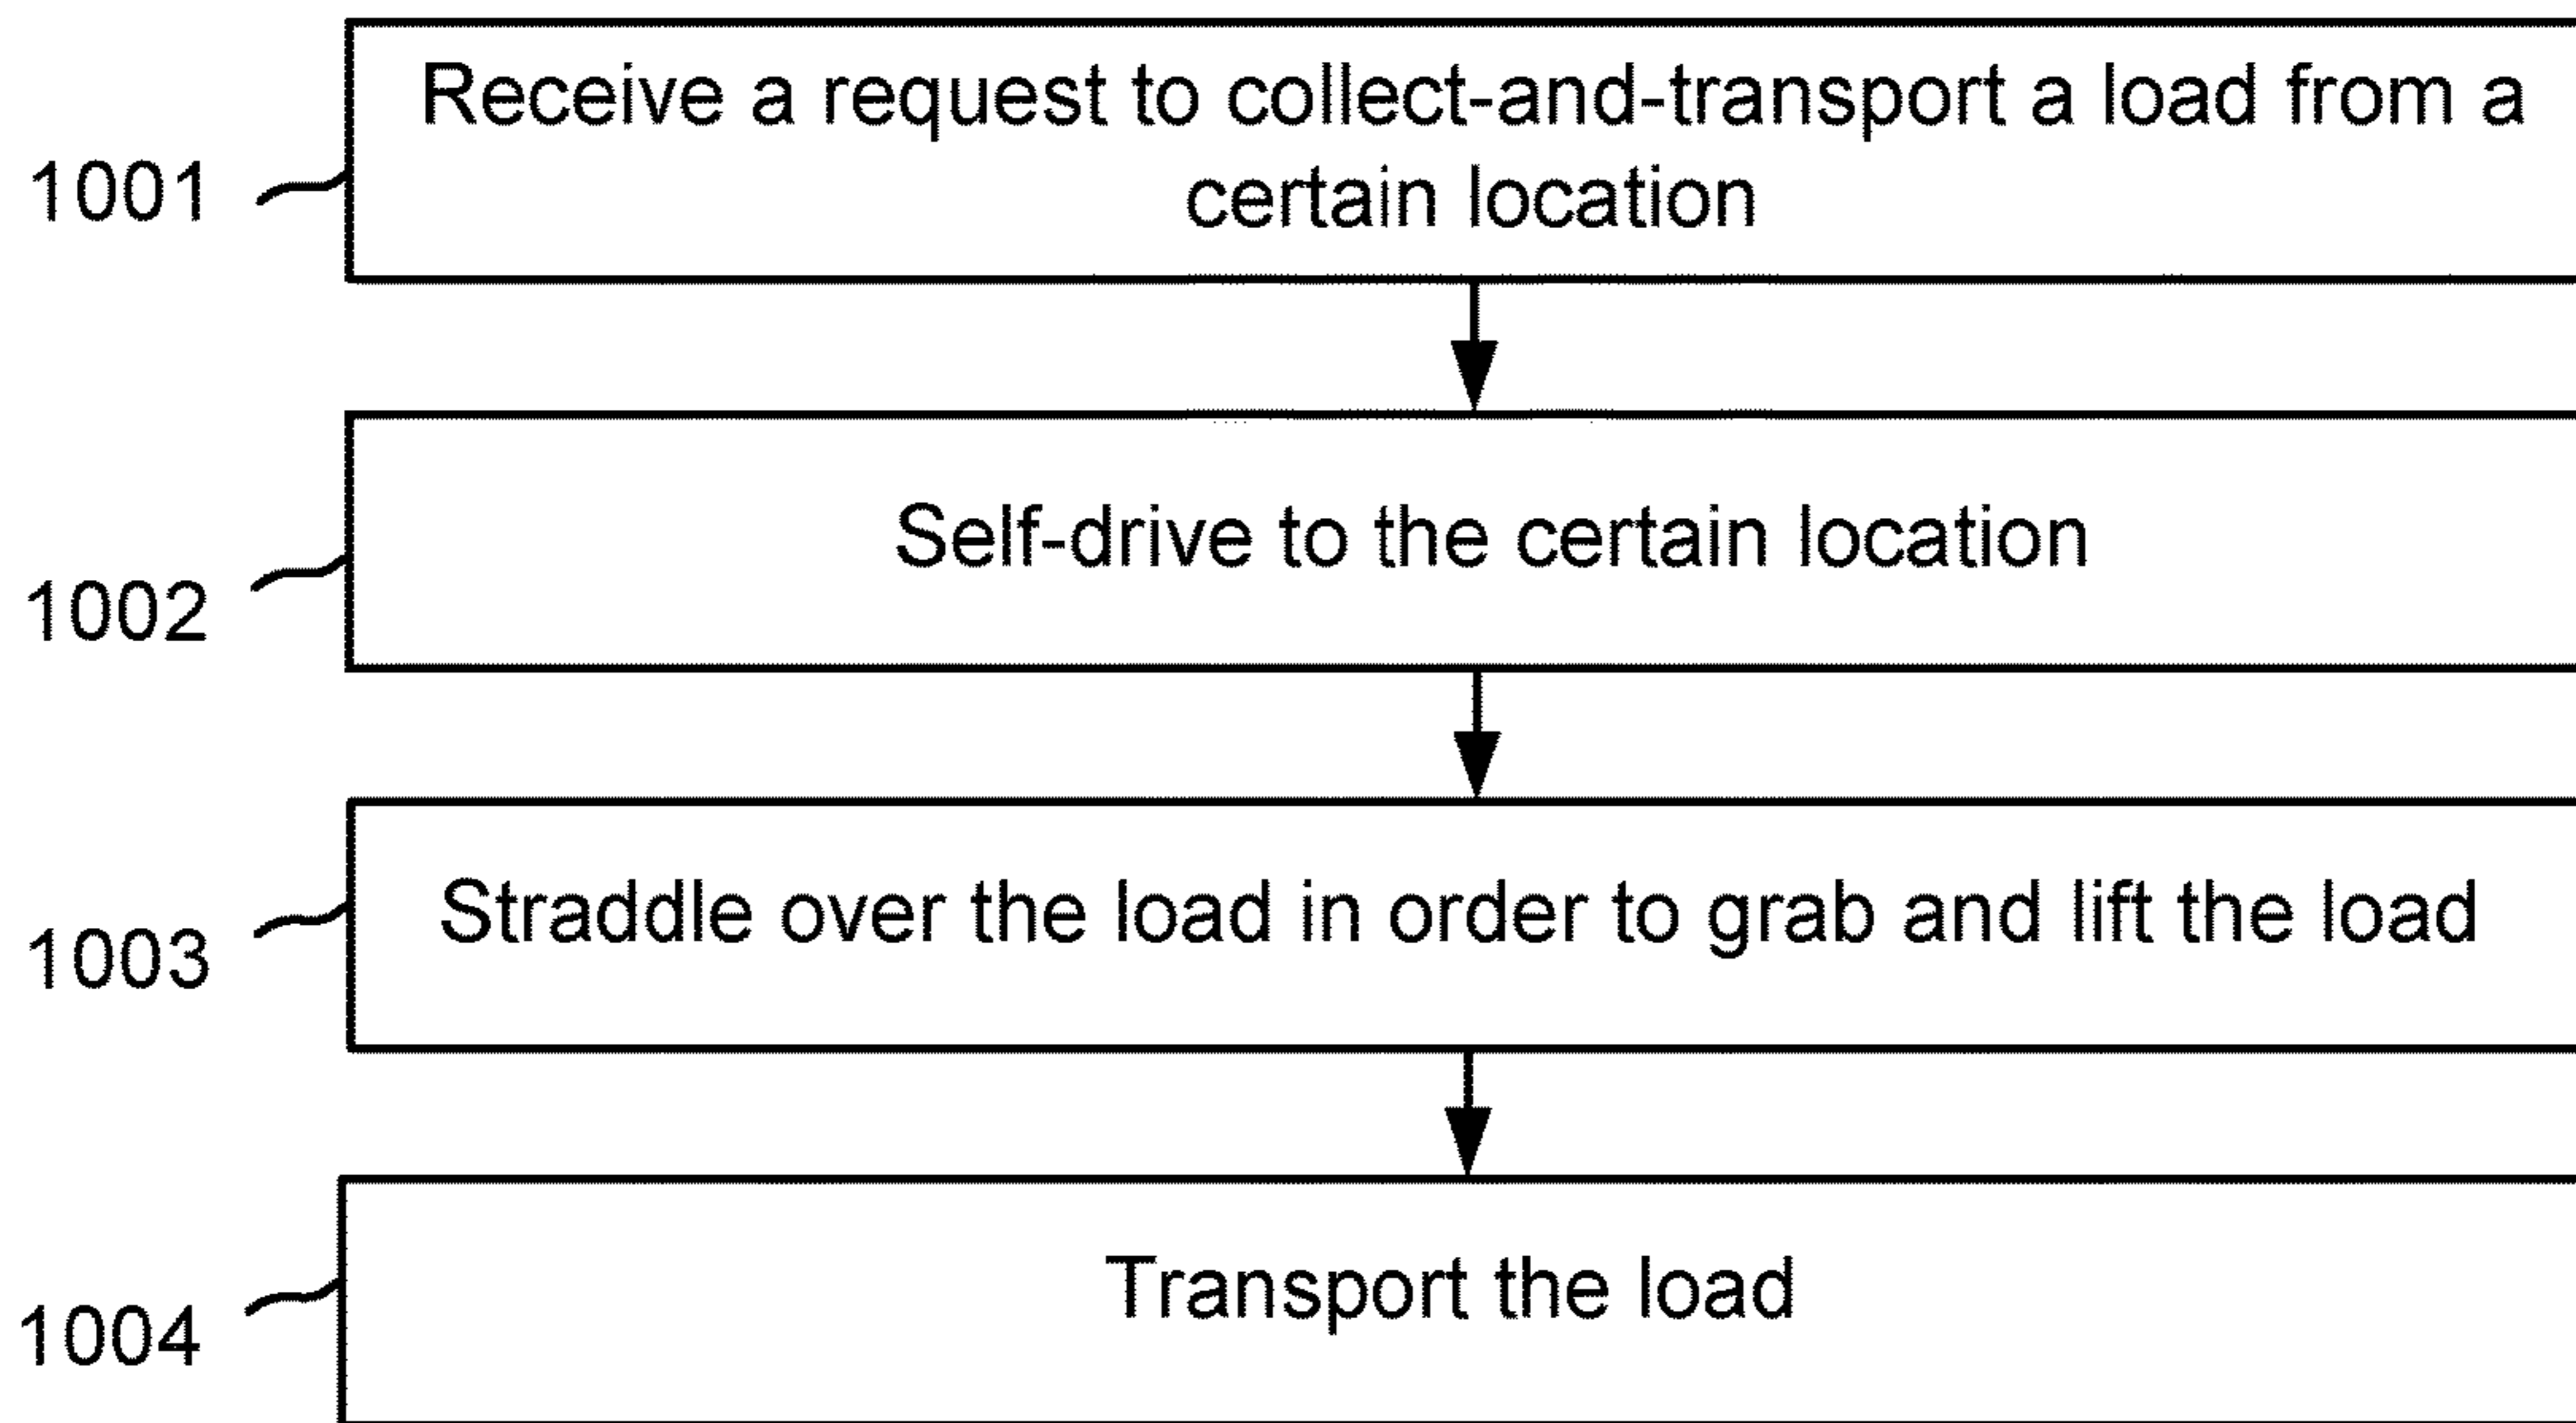 Receive a request to collect-and-transport a load from a
certain location
1001
Self-drive to the certain location
1002
Straddle over the load in order to grab and lift the load
1003
Transport the load
1004